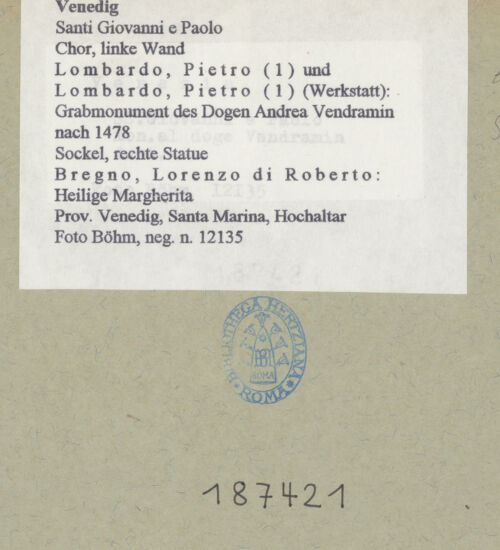 Venedig
Santi Giovanni e Paolo
Chor, linke Wand
Lombardo, Pietro (1) und
Lombardo, Pietro (1) (Werkstatt):
Grabmonument des Dogen Andrea Vendramin
nach 1478
Sockel, rechte Statue
Bregno, Lorenzo di Roberto:
Heilige Margherita
Prov. Venedig, Santa Marina, Hochaltar
Foto Böhm, neg. n. 12135
BIBLIOTHECA HERTZIANA
ROMA
ROMA
187421